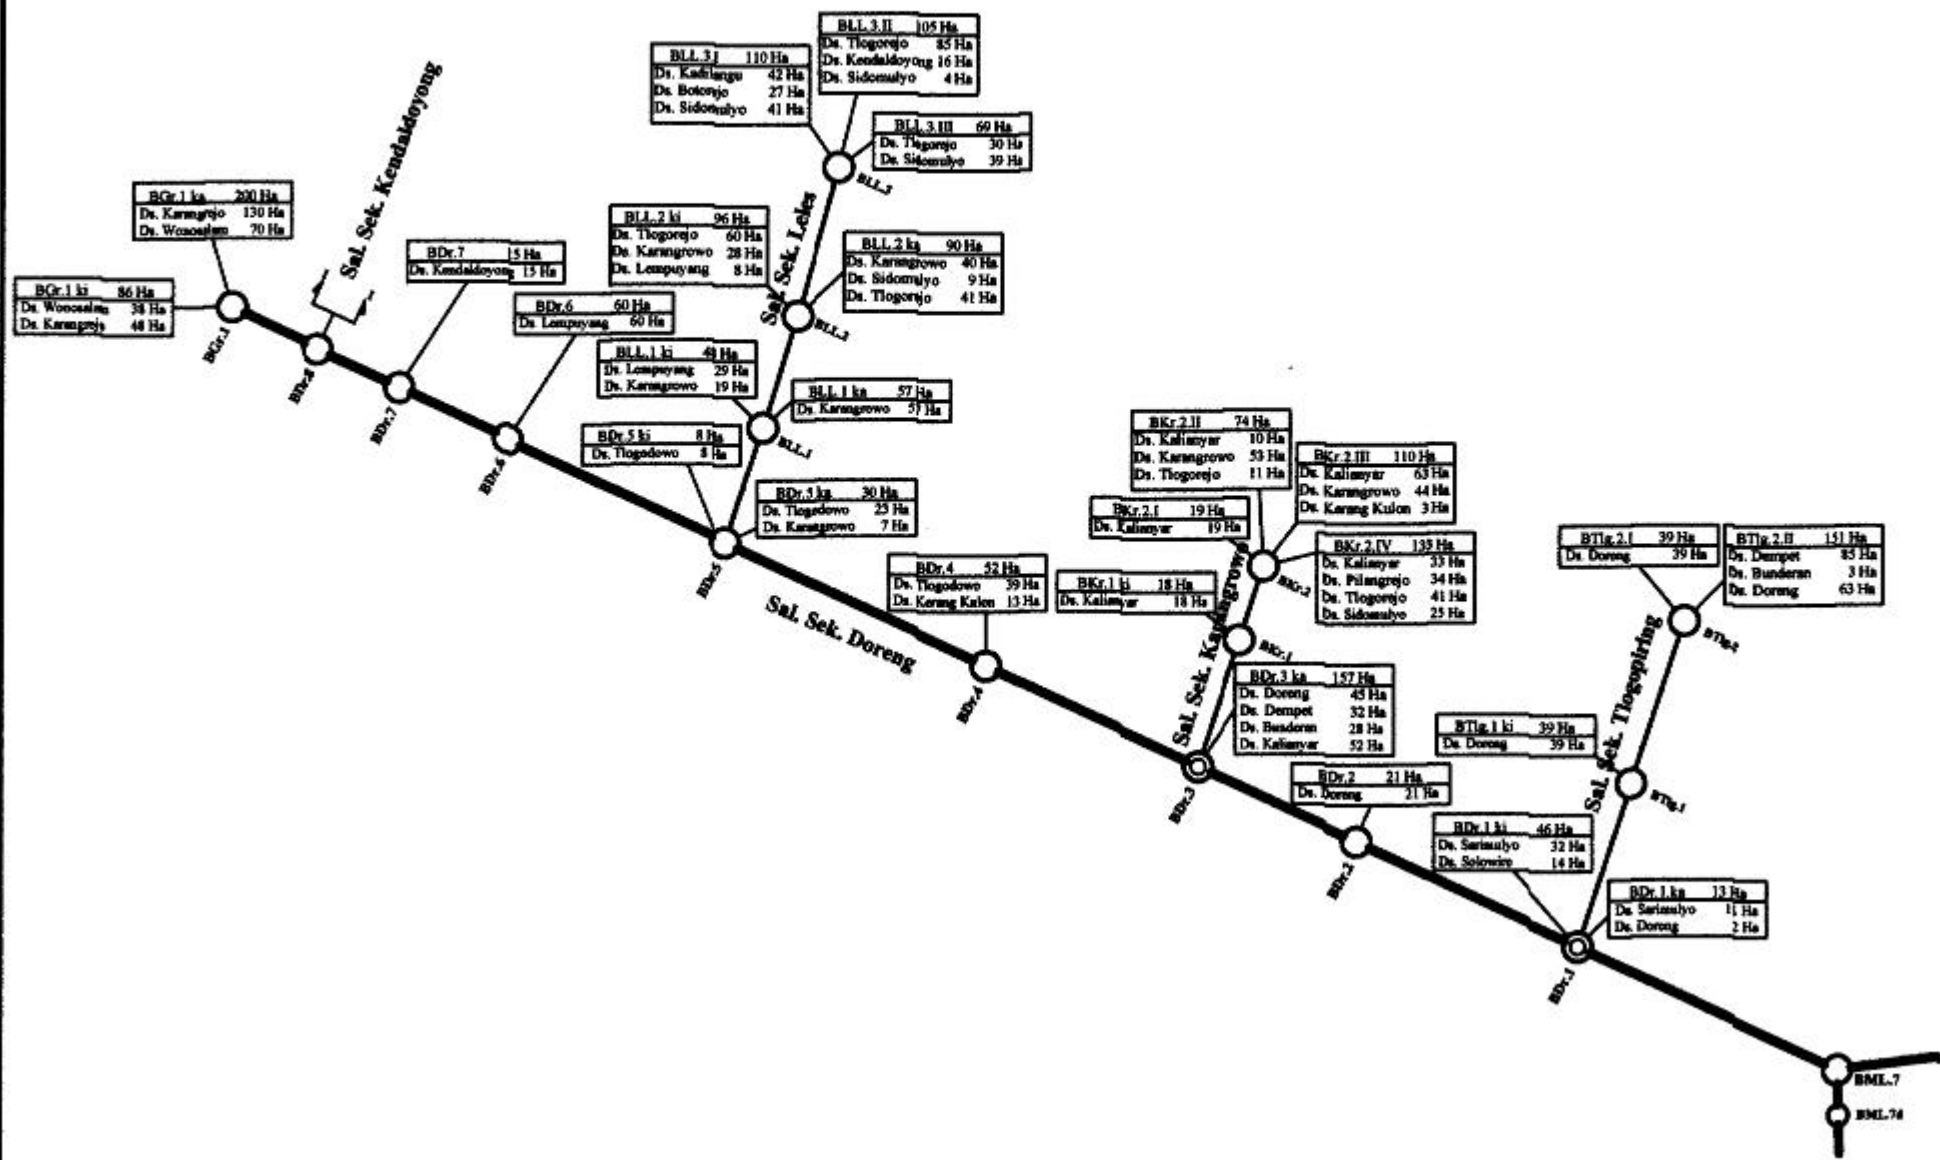 BLL.3.II 105 Ha
Ds. Tlogorejo 85 Ha
Ds. Kendaldoyong 16 Ha
Ds. Sidomulyo 4 Ha
BLL.3.I 110 Ha
Ds. Kadilangu 42 Ha
Ds. Botorejo 27 Ha
Ds. Sidomulyo 41 Ha
BLL.3.III 69 Ha
Ds. Tlogorejo 30 Ha
Ds. Sidomulyo 39 Ha
BLL.3
Sal. Sek. Kendaldoyong
BGr.1 ka 200 Ha
Ds. Karangrejo 130 Ha
Ds. Wonosalam 70 Ha
BGr.1 ki 86 Ha
Ds. Wonosalam 38 Ha
Ds. Karangrejo 48 Ha
BGr.1
BDr.8
BDr.7 15 Ha
Ds. Kendaldoyong 15 Ha
BDr.7
BDr.6 60 Ha
Ds. Lempuyang 60 Ha
BDr.6
BLL.2 ki 96 Ha
Ds. Tlogorejo 60 Ha
Ds. Karangrowo 28 Ha
Ds. Lempuyang 8 Ha
Sal. Sek. Leles
BLL.2 ka 90 Ha
Ds. Karangrowo 40 Ha
Ds. Sidomulyo 9 Ha
Ds. Tlogorejo 41 Ha
BLL.2
BLL.1 ki 48 Ha
Ds. Lempuyang 29 Ha
Ds. Karangrowo 19 Ha
BLL.1 ka 57 Ha
Ds. Karangrowo 57 Ha
BLL.1
BDr.5 ki 8 Ha
Ds. Tlogodowo 8 Ha
BDr.5 ka 30 Ha
Ds. Tlogodowo 23 Ha
Ds. Karangrowo 7 Ha
BDr.5
Sal. Sek. Doreng
BDr.4 52 Ha
Ds. Tlogodowo 39 Ha
Ds. Karang Kulon 13 Ha
BDr.4
BKr.2.II 74 Ha
Ds. Kalianyar 10 Ha
Ds. Karangrowo 53 Ha
Ds. Tlogorejo 11 Ha
BKr.2.III 110 Ha
Ds. Kalianyar 63 Ha
Ds. Karangrowo 44 Ha
Ds. Karang Kulon 3 Ha
BKr.2.I 19 Ha
Ds. Kalianyar 19 Ha
BKr.2.IV 133 Ha
Ds. Kalianyar 33 Ha
Ds. Pilangrejo 34 Ha
Ds. Tlogorejo 41 Ha
Ds. Sidomulyo 25 Ha
BKr.2
BKr.1 ki 18 Ha
Ds. Kalianyar 18 Ha
BKr.1
Sal. Sek. Karangrowo
BDr.3 ka 157 Ha
Ds. Doreng 45 Ha
Ds. Dempet 32 Ha
Ds. Bunderan 28 Ha
Ds. Kalianyar 52 Ha
BDr.3
BDr.2 21 Ha
Ds. Doreng 21 Ha
BDr.2
BTlg.2.I 39 Ha
Ds. Doreng 39 Ha
BTlg.2.II 151 Ha
Ds. Dempet 85 Ha
Ds. Bunderan 3 Ha
Ds. Doreng 63 Ha
BTlg.2
Sal. Sek. Tlogopiring
BTlg.1 ki 39 Ha
Ds. Doreng 39 Ha
BTlg.1
BDr.1 ki 46 Ha
Ds. Sarimulyo 32 Ha
Ds. Solowire 14 Ha
BDr.1.ka 13 Ha
Ds. Sarimulyo 11 Ha
Ds. Doreng 2 Ha
BDr.1
BML.7
BML.7d